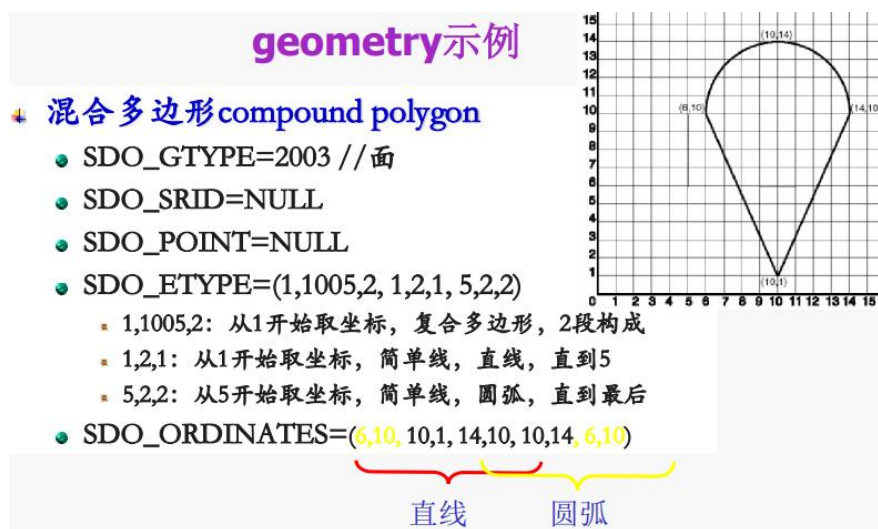 geometry示例
混合多边形compound polygon
SDO_GTYPE=2003 //面
SDO_SRID=NULL
SDO_POINT=NULL
SDO_ETYPE=(1,1005,2, 1,2,1, 5,2,2)
1,1005,2：从1开始取坐标，复合多边形，2段构成
1,2,1：从1开始取坐标，简单线，直线，直到5
5,2,2：从5开始取坐标，简单线，圆弧，直到最后
SDO_ORDINATES=(6,10, 10,1, 14,10, 10,14, 6,10)
直线 圆弧
15
14
(10,14)
13
12
11
10
(6,10)
(14,10
9
8
7
6
5
4
3
2
1
(10,1)
0 1 2 3 4 5 6 7 8 9 10 11 12 13 14 15